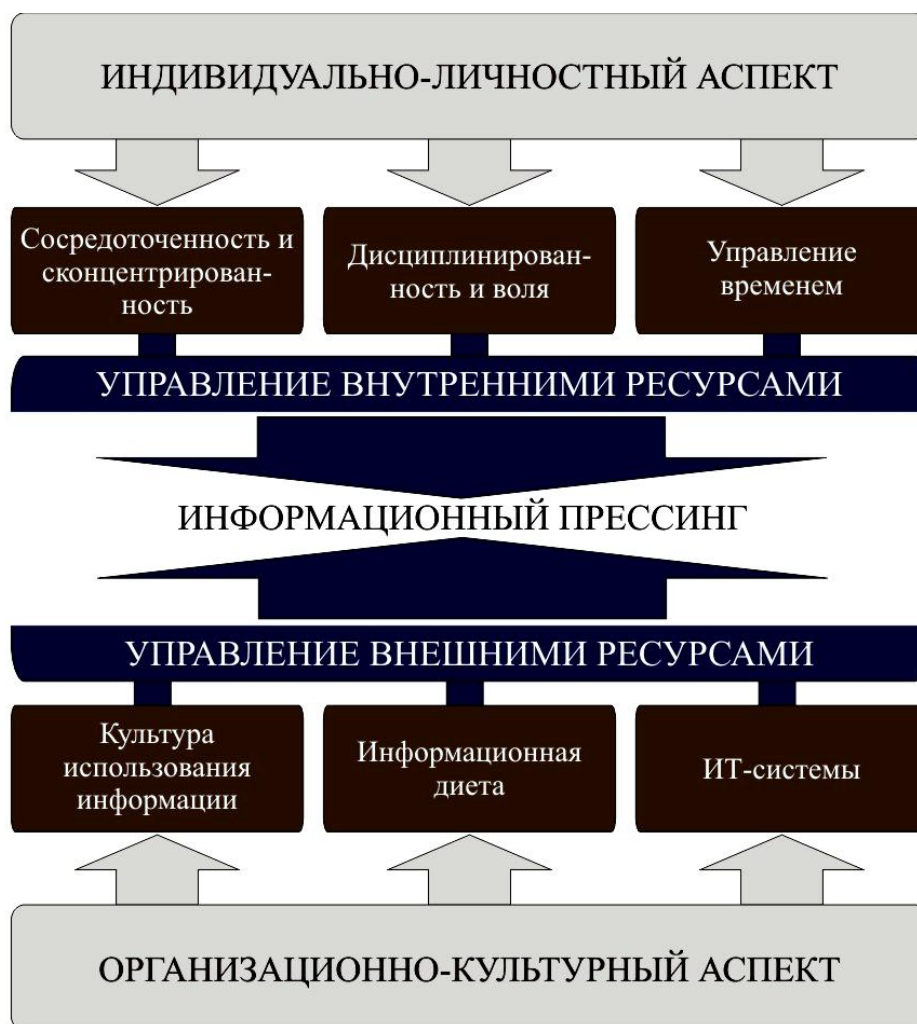 ИНДИВИДУАЛЬНО-ЛИЧНОСТНЫЙ АСПЕКТ
Сосредоточенность и
сконцентрирован-
ность
Дисциплинирован-
ность и воля
Управление
временем
УПРАВЛЕНИЕ ВНУТРЕННИМИ РЕСУРСАМИ
ИНФОРМАЦИОННЫЙ ПРЕССИНГ
УПРАВЛЕНИЕ ВНЕШНИМИ РЕСУРСАМИ
Культура
использования
информации
Информационная
диета
ИТ-системы
ОРГАНИЗАЦИОННО-КУЛЬТУРНЫЙ АСПЕКТ